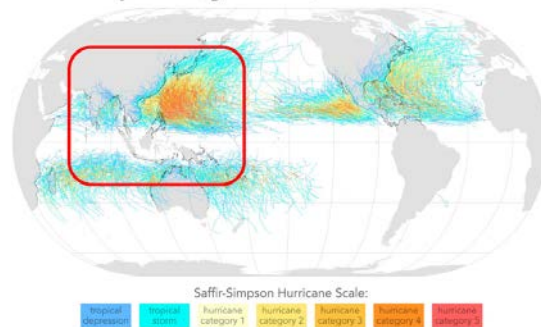 Saffir-Simpson Hurricane Scale:
tropical depression
tropical storm
hurricane category 1
hurricane category 2
hurricane category 3
hurricane category 4
hurricane category 5